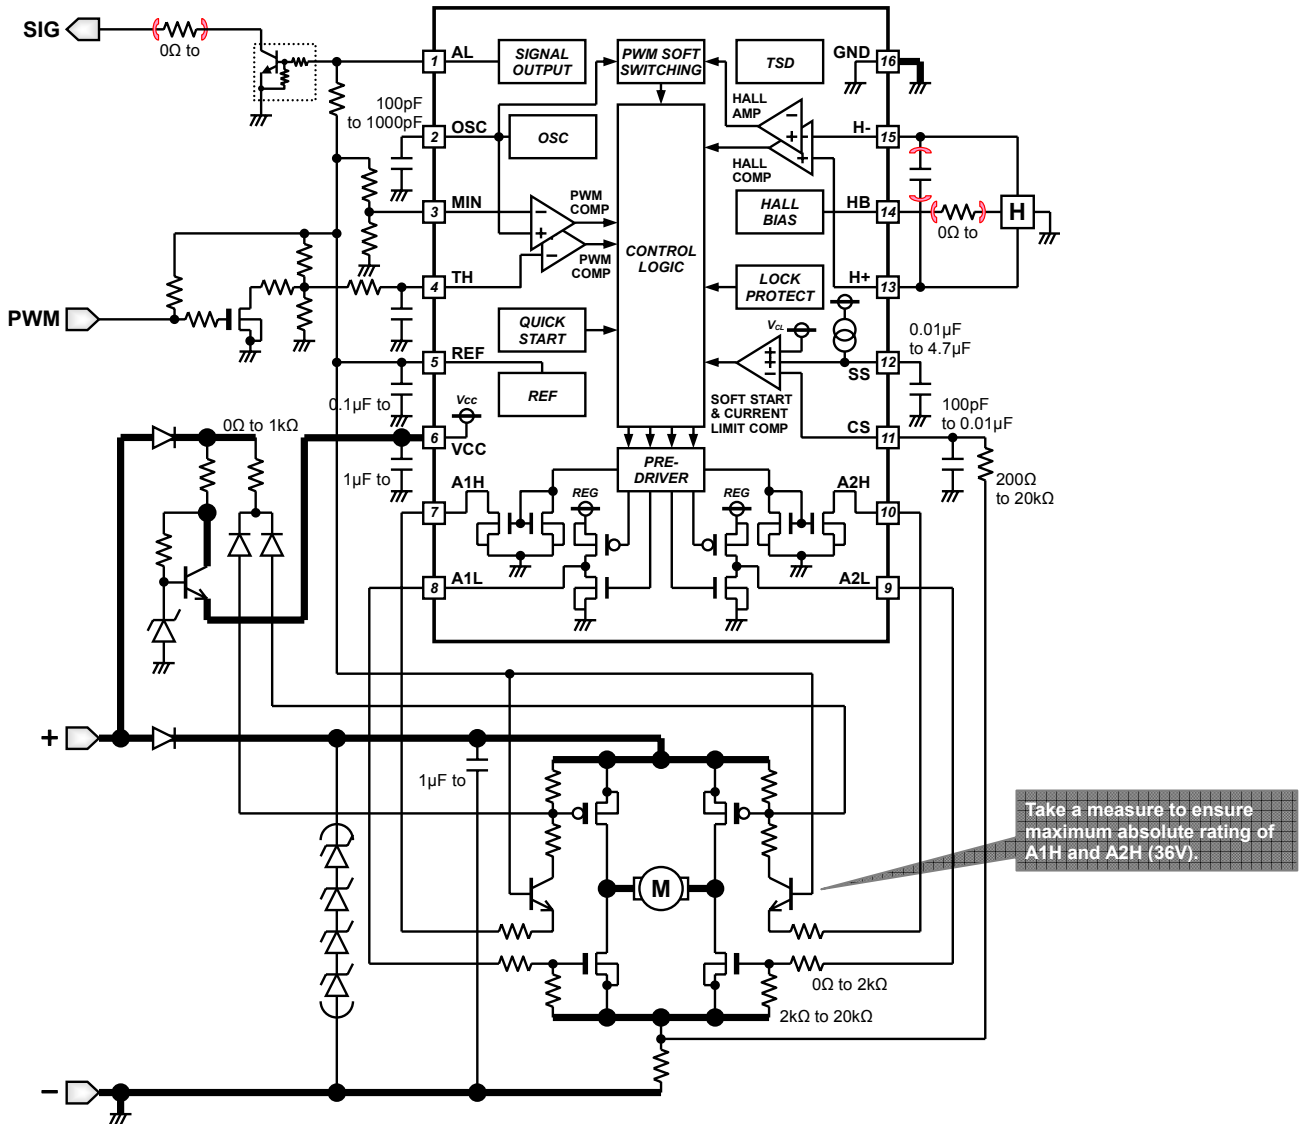 SIG
0Ω to
1
AL
SIGNAL
OUTPUT
PWM SOFT
SWITCHING
TSD
GND
16
100pF
to 1000pF
2
OSC
OSC
HALL
AMP
HALL
COMP
H-
15
3
MIN
PWM
COMP
PWM
COMP
CONTROL
LOGIC
HALL
BIAS
HB
14
0Ω to
H
PWM
4
TH
LOCK
PROTECT
H+
13
QUICK
START
VCL
0.01µF
to 4.7µF
5
REF
REF
0.1µF to
SS
12
SOFT START
& CURRENT
LIMIT COMP
100pF
to 0.01µF
0Ω to 1kΩ
Vcc
6
VCC
CS
11
1µF to
PRE-
DRIVER
200Ω
to 20kΩ
A1H
7
REG
REG
A2H
10
8
A1L
A2L
9
+
1µF to
Take a measure to ensure
maximum absolute rating of
A1H and A2H (36V).
M
0Ω to 2kΩ
2kΩ to 20kΩ
−